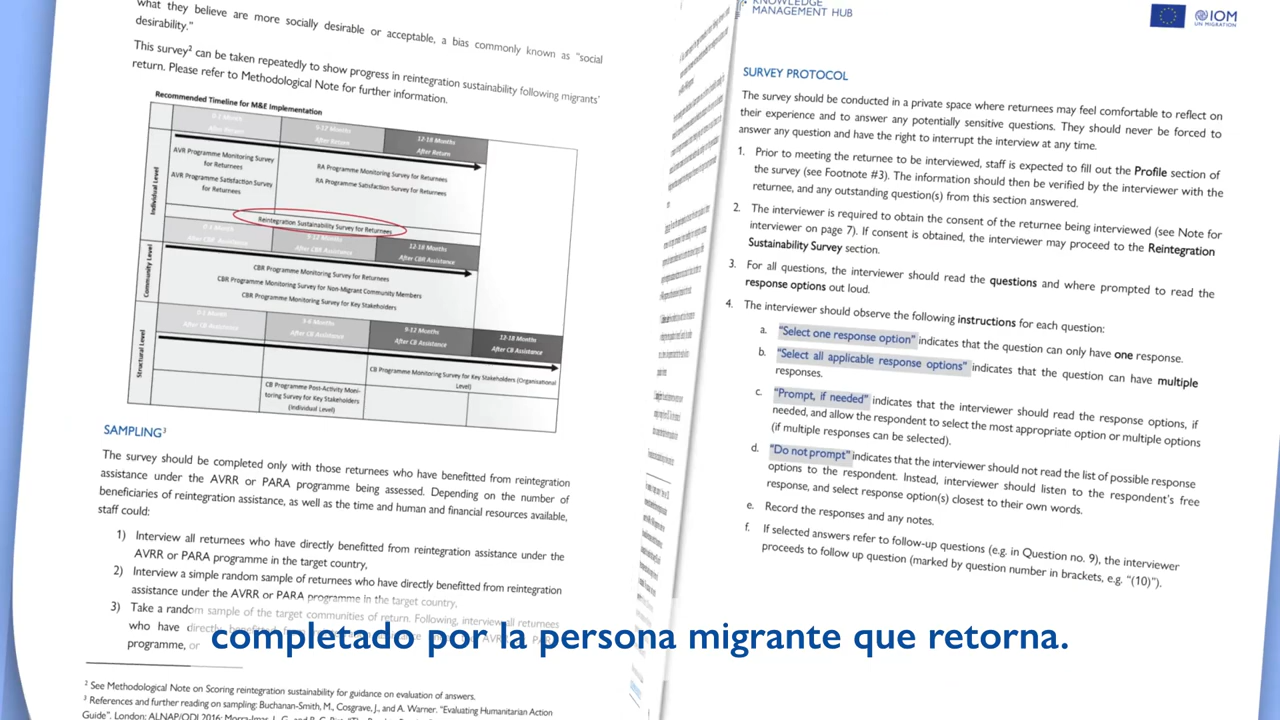 what they believe are more socially desirable or acceptable, a bias commonly known as "social
desirability."
This survey2 can be taken repeatedly to show progress in reintegration sustainability following migrants'
return. Please refer to Methodological Note for further information.
Recommended Timeline for M&E Implementation
After Return
9-12 Months
After Return
12-18 Months
After Return
Individual Level
AVR Programme Monitoring Survey
for Returnees
AVR Programme Satisfaction Survey
for Returnees
RA Programme Monitoring Survey for Returnees
RA Programme Satisfaction Survey for Returnees
Reintegration Sustainability Survey for Returnees
Community Level
After CBR Assistance
After CBR Assistance
12-18 Months
After CBR Assistance
CBR Programme Monitoring Survey for Returnees
CBR Programme Monitoring Survey for Non-Migrant Community Members
CBR Programme Monitoring Survey for Key Stakeholders
Structural Level
After CB Assistance
After CB Assistance
9-12 Months
After CB Assistance
12-18 Months
After CB Assistance
CB Programme Monitoring Survey for Key Stakeholders (Organisational
Level)
CB Programme Post-Activity Moni-
toring Survey for Key Stakeholders
(Individual Level)
SAMPLING3
The survey should be completed only with those returnees who have benefitted from reintegration
assistance under the AVRR or PARA programme being assessed. Depending on the number of
beneficiaries of reintegration assistance, as well as the time and human and financial resources available,
staff could:
1) Interview all returnees who have directly benefitted from reintegration assistance under the
AVRR or PARA programme in the target country,
2) Interview a simple random sample of returnees who have directly benefitted from reintegration
assistance under the AVRR or PARA programme in the target country,
3) Take a random sample of the target communities of return. Following, interview all returnees
who have directly
programme, or
2 See Methodological Note on Scoring reintegration sustainability for guidance on evaluation of answers.
3 References and further reading on sampling: Buchanan-Smith, M., Cosgrave, J., and A. Warner. "Evaluating Humanitarian Action
Guide". London: ALNAP/ODI 2016;
KNOWLEDGE
MANAGEMENT HUB
IOM
UN MIGRATION
SURVEY PROTOCOL
The survey should be conducted in a private space where returnees may feel comfortable to reflect on
their experience and to answer any potentially sensitive questions. They should never be forced to
answer any question and have the right to interrupt the interview at any time.
1. Prior to meeting the returnee to be interviewed, staff is expected to fill out the Profile section of
the survey (see Footnote #3). The information should then be verified by the interviewer with the
returnee, and any outstanding question(s) from this section answered.
2. The interviewer is required to obtain the consent of the returnee being interviewed (see Note for
interviewer on page 7). If consent is obtained, the interviewer may proceed to the Reintegration
Sustainability Survey section.
3. For all questions, the interviewer should read the questions and where prompted to read the
response options out loud.
4. The interviewer should observe the following instructions for each question:
a. "Select one response option" indicates that the question can only have one response.
b. "Select all applicable response options" indicates that the question can have multiple
responses.
c. "Prompt, if needed" indicates that the interviewer should read the response options, if
needed, and allow the respondent to select the most appropriate option or multiple options
(if multiple responses can be selected).
d. "Do not prompt" indicates that the interviewer should not read the list of possible response
options to the respondent. Instead, interviewer should listen to the respondent's free
response, and select response option(s) closest to their own words.
e. Record the responses and any notes.
f. If selected answers refer to follow-up questions (e.g. in Question no. 9), the interviewer
proceeds to follow up question (marked by question number in brackets, e.g. "(10)").
completado por la persona migrante que retorna.